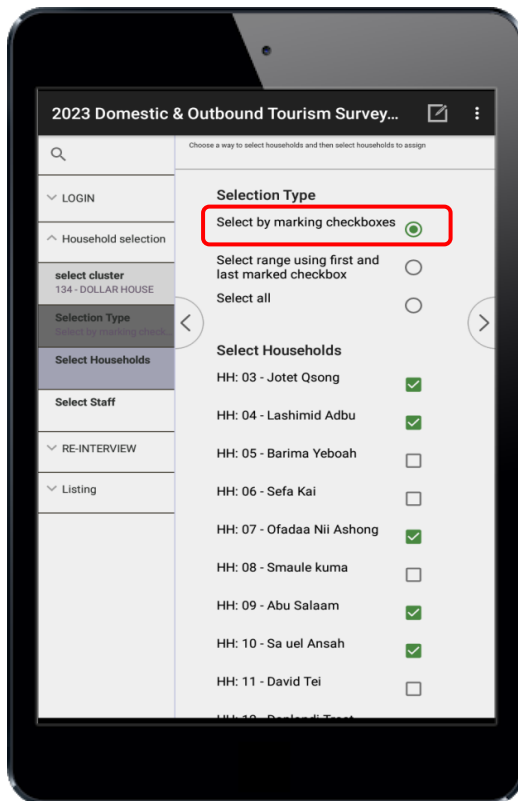 2023 Domestic & Outbound Tourism Survey...
Choose a way to select households and then select households to assign
LOGIN
Household selection
select cluster
134 - DOLLAR HOUSE
Selection Type
Select by marking check...
Select Households
Select Staff
RE-INTERVIEW
Listing
Selection Type
Select by marking checkboxes
Select range using first and
last marked checkbox
Select all
Select Households
HH: 03 - Jotet Qsong
HH: 04 - Lashimid Adbu
HH: 05 - Barima Yeboah
HH: 06 - Sefa Kai
HH: 07 - Ofadaa Nii Ashong
HH: 08 - Smaule kuma
HH: 09 - Abu Salaam
HH: 10 - Sa uel Ansah
HH: 11 - David Tei